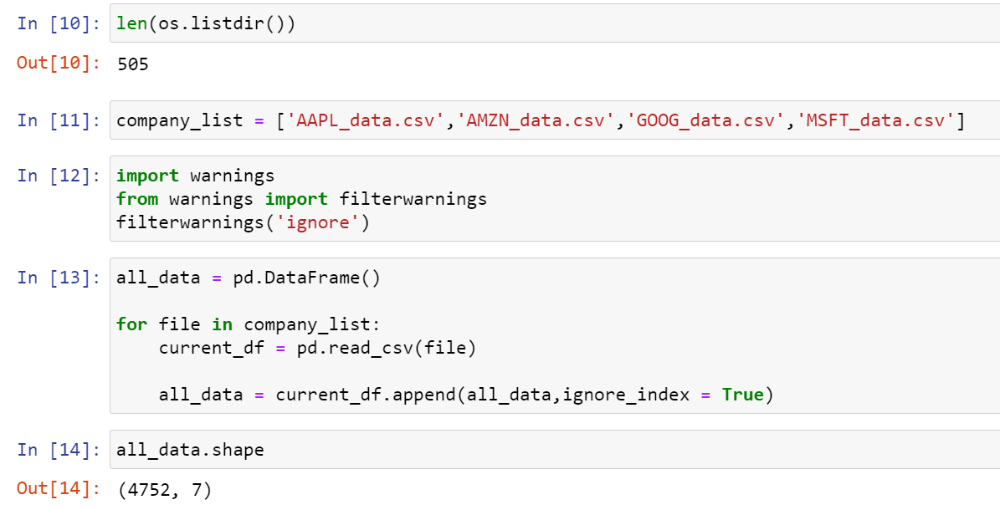 In [10]: len(os.listdir())
Out[10]: 505
In [11]: company_list = ['AAPL_data.csv','AMZN_data.csv','GOOG_data.csv','MSFT_data.csv']
In [12]: import warnings
from warnings import filterwarnings
filterwarnings('ignore')
In [13]: all_data = pd.DataFrame()
for file in company_list:
    current_df = pd.read_csv(file)
    all_data = current_df.append(all_data,ignore_index = True)
In [14]: all_data.shape
Out[14]: (4752, 7)